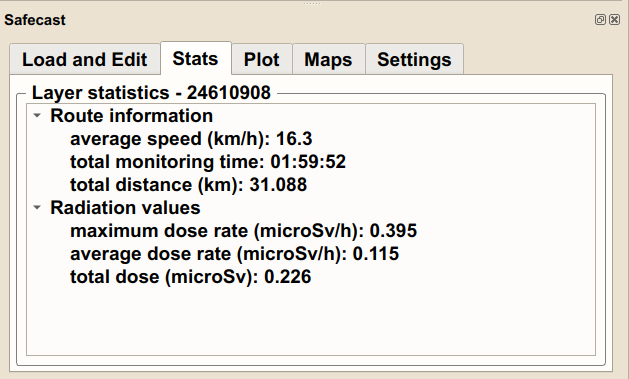 Safecast
Load and Edit Stats Plot Maps Settings
Layer statistics - 24610908
Route information
average speed (km/h): 16.3
total monitoring time: 01:59:52
total distance (km): 31.088
Radiation values
maximum dose rate (microSv/h): 0.395
average dose rate (microSv/h): 0.115
total dose (microSv): 0.226